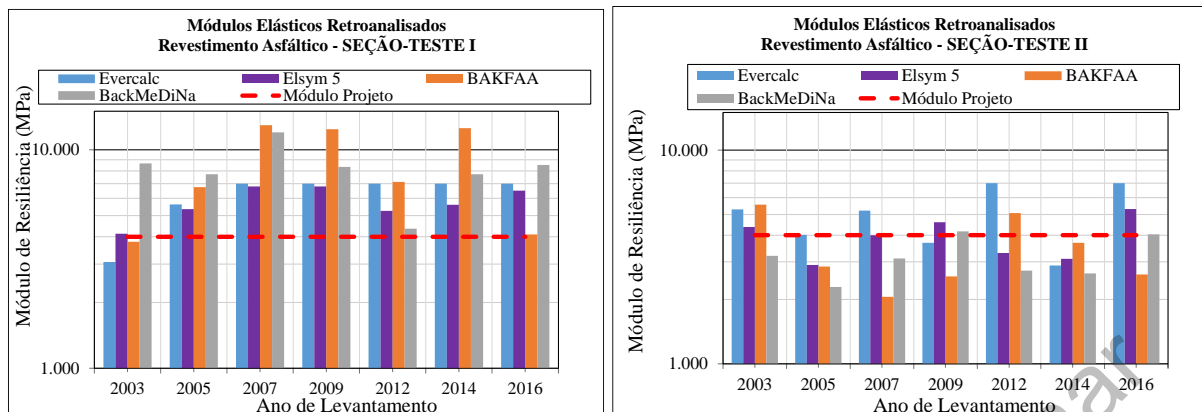 Módulos Elásticos Retroanalisados
Revestimento Asfáltico - SEÇÃO-TESTE I
Evercalc Elsym 5 BAKFAA
BackMeDiNa Módulo Projeto
Módulo de Resiliência (MPa)
10.000
1.000
2003 2005 2007 2009 2012 2014 2016
Ano de Levantamento
Módulos Elásticos Retroanalisados
Revestimento Asfáltico - SEÇÃO-TESTE II
Evercalc Elsym 5 BAKFAA
BackMeDiNa Módulo Projeto
Módulo de Resiliência (MPa)
10.000
1.000
2003 2005 2007 2009 2012 2014 2016
Ano de Levantamento